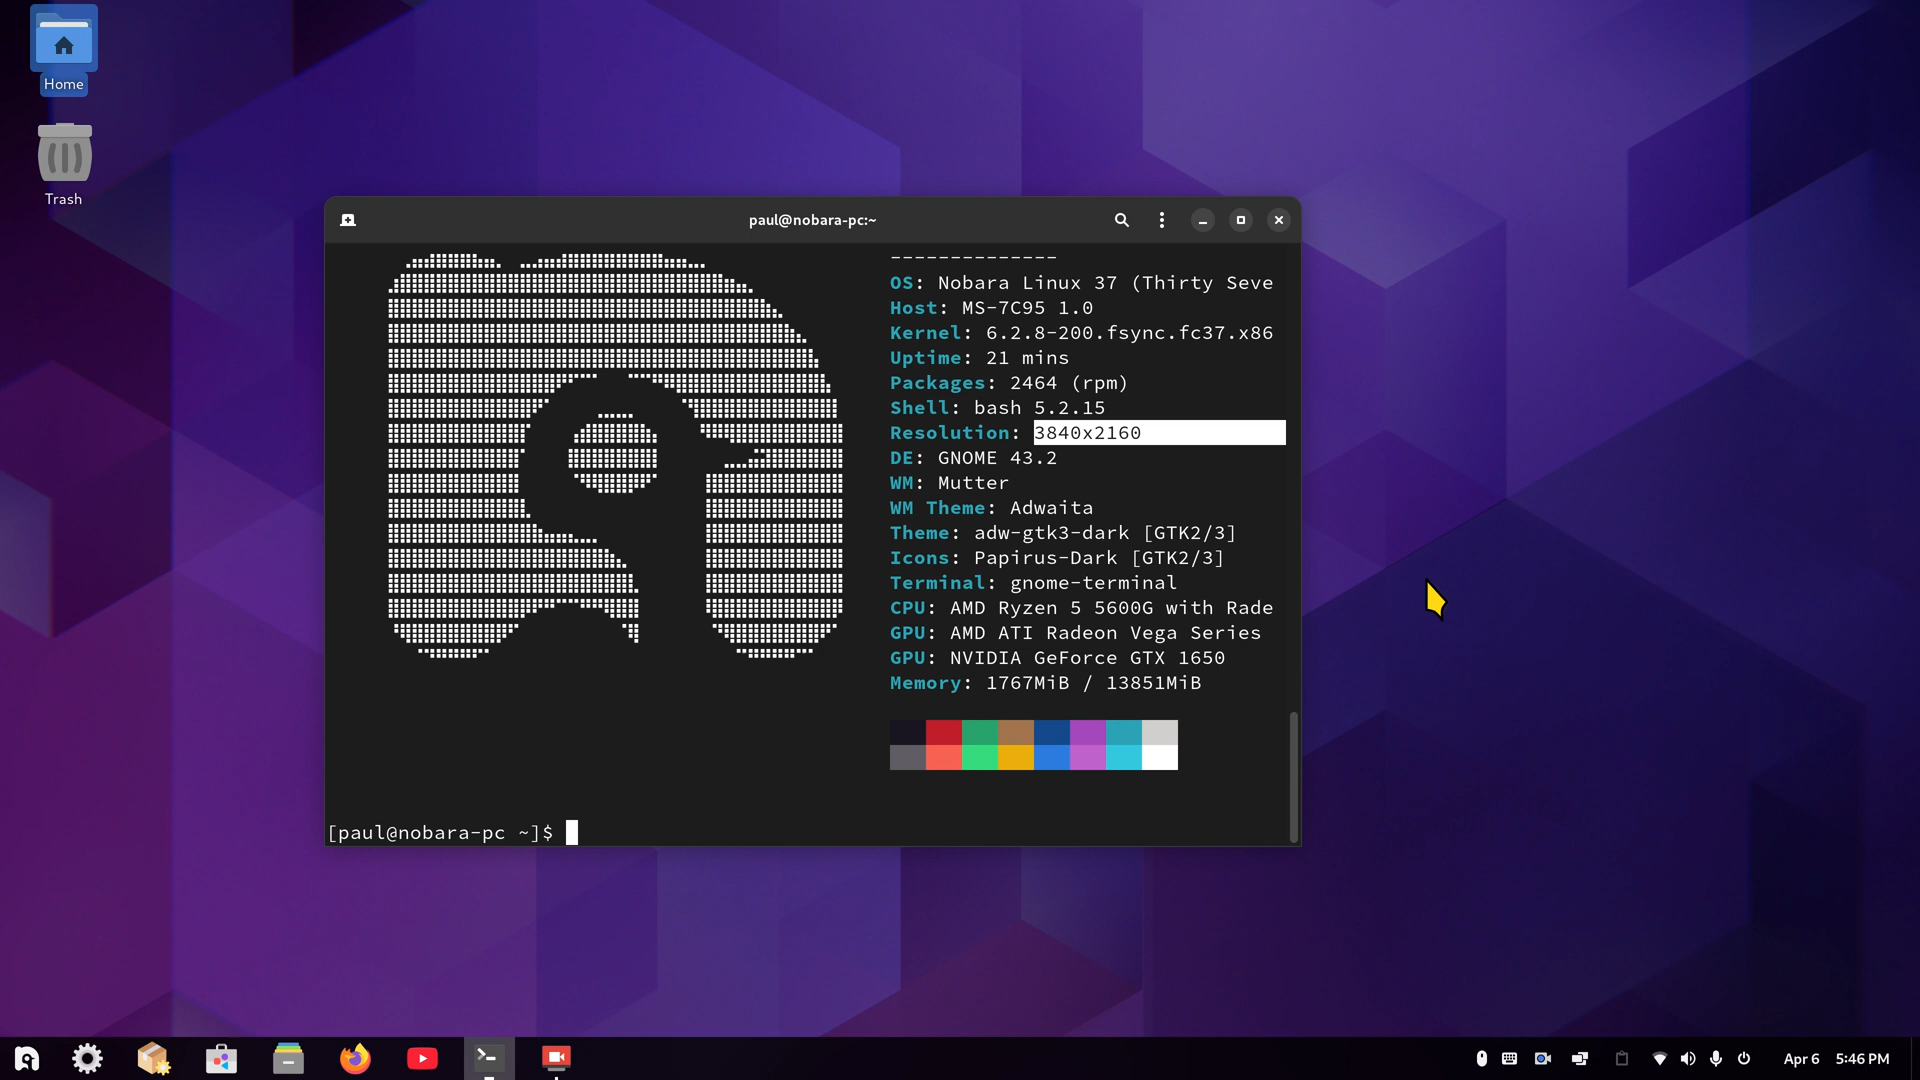 Home
Trash
paul@nobara-pc:~
--------------
OS: Nobara Linux 37 (Thirty Seve
Host: MS-7C95 1.0
Kernel: 6.2.8-200.fsync.fc37.x86
Uptime: 21 mins
Packages: 2464 (rpm)
Shell: bash 5.2.15
Resolution: 3840x2160
DE: GNOME 43.2
WM: Mutter
WM Theme: Adwaita
Theme: adw-gtk3-dark [GTK2/3]
Icons: Papirus-Dark [GTK2/3]
Terminal: gnome-terminal
CPU: AMD Ryzen 5 5600G with Rade
GPU: AMD ATI Radeon Vega Series
GPU: NVIDIA GeForce GTX 1650
Memory: 1767MiB / 13851MiB
[paul@nobara-pc ~]$
Apr 6 5:46 PM